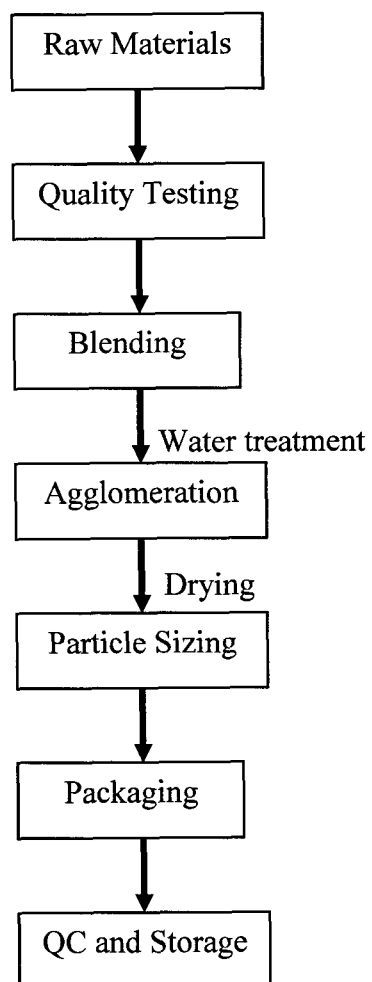 Raw Materials
Quality Testing
Blending
Water treatment
Agglomeration
Drying
Particle Sizing
Packaging
QC and Storage